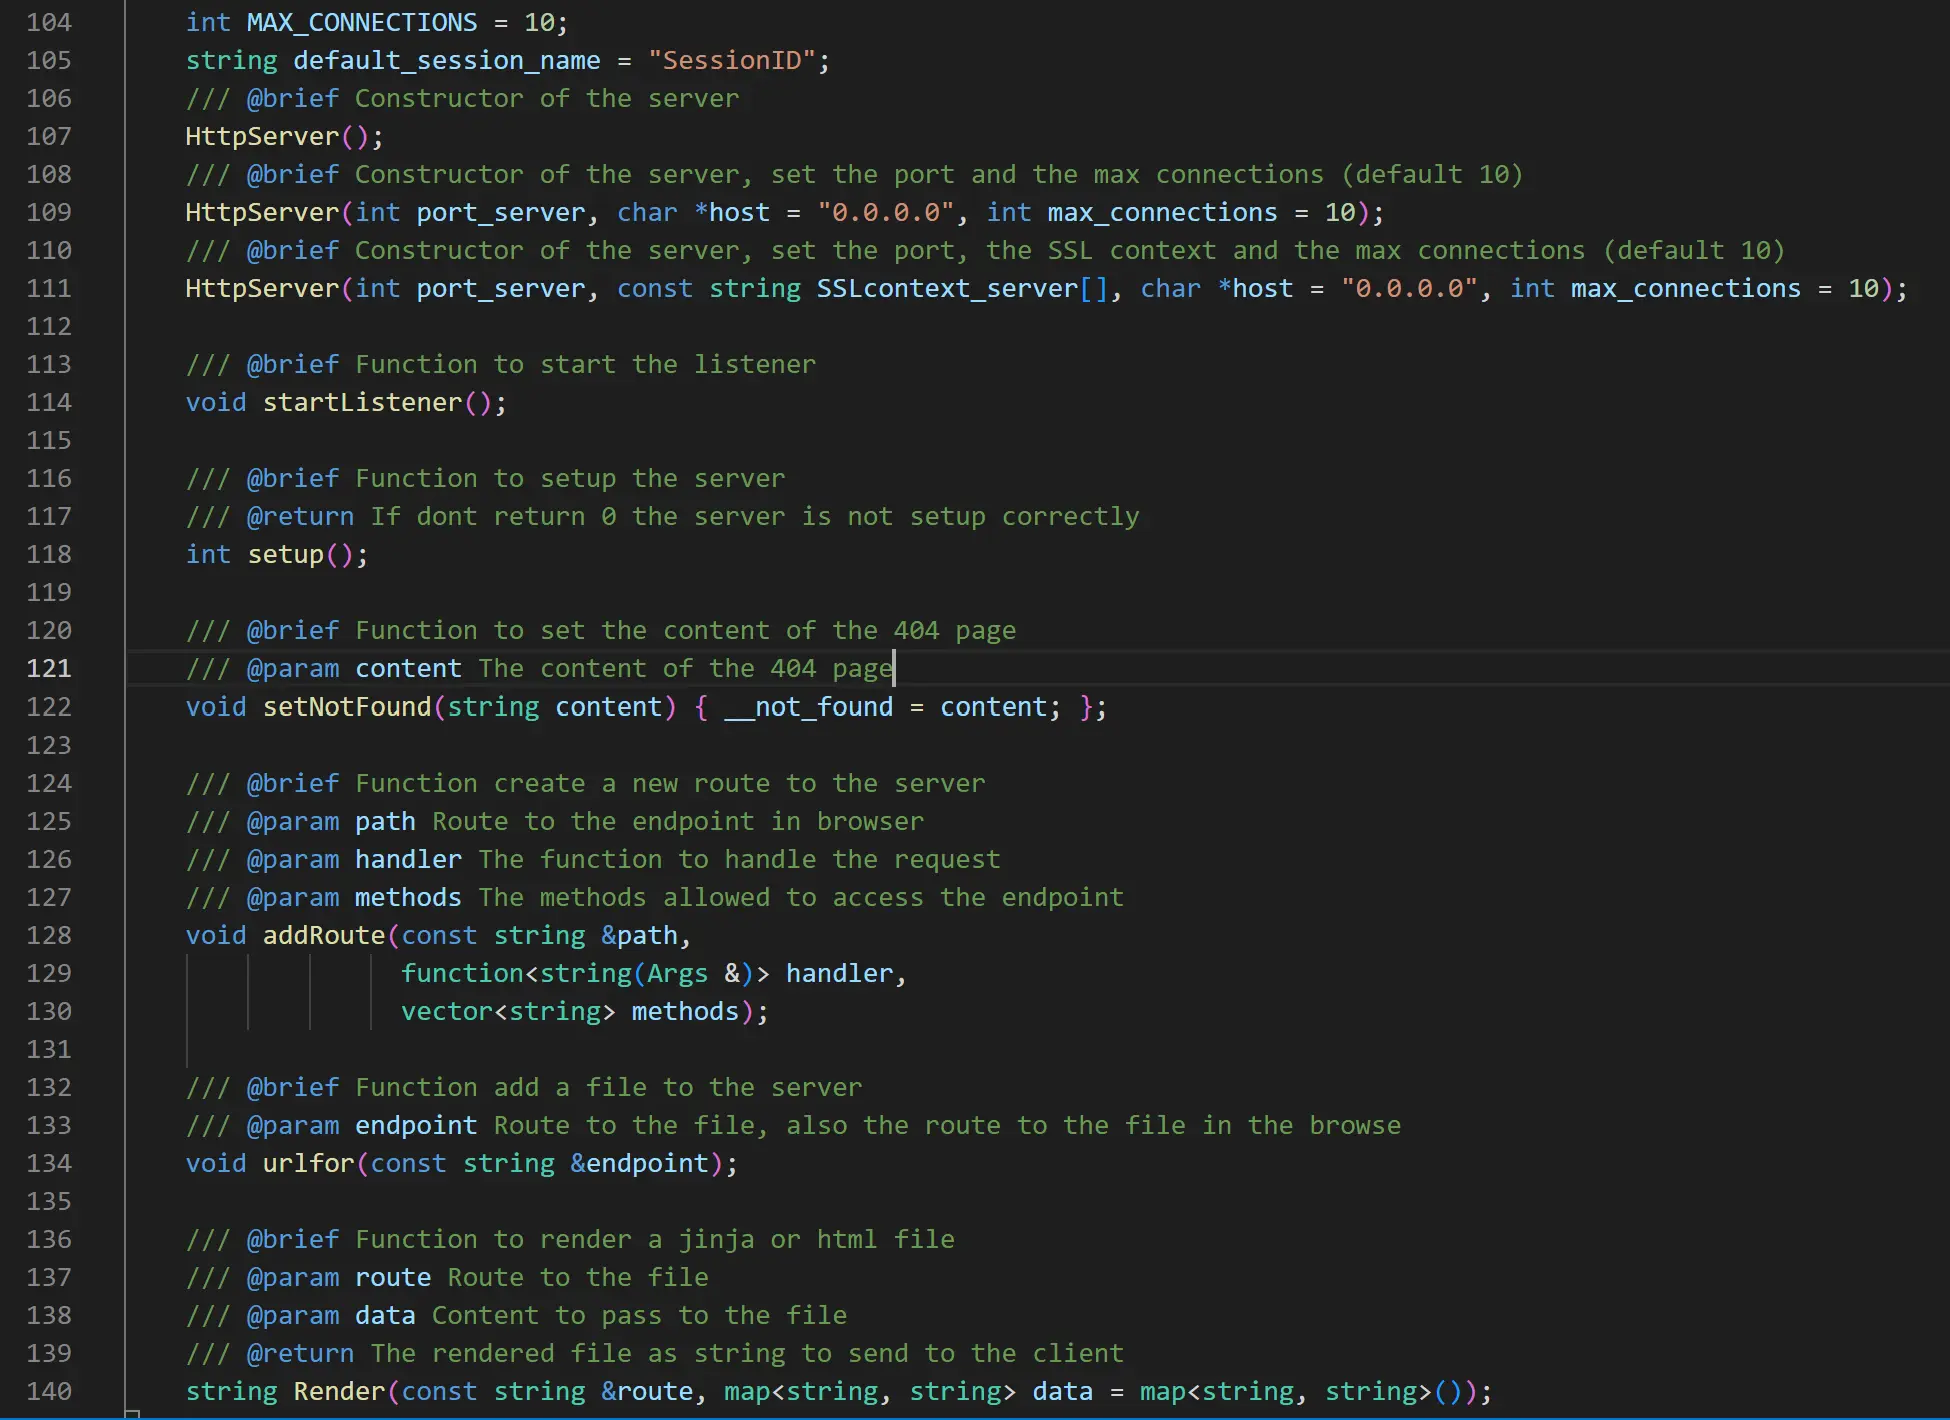 104 int MAX_CONNECTIONS = 10;
105 string default_session_name = "SessionID";
106 /// @brief Constructor of the server
107 HttpServer();
108 /// @brief Constructor of the server, set the port and the max connections (default 10)
109 HttpServer(int port_server, char *host = "0.0.0.0", int max_connections = 10);
110 /// @brief Constructor of the server, set the port, the SSL context and the max connections (default 10)
111 HttpServer(int port_server, const string SSLcontext_server[], char *host = "0.0.0.0", int max_connections = 10);
112
113 /// @brief Function to start the listener
114 void startListener();
115
116 /// @brief Function to setup the server
117 /// @return If dont return 0 the server is not setup correctly
118 int setup();
119
120 /// @brief Function to set the content of the 404 page
121 /// @param content The content of the 404 page
122 void setNotFound(string content) { __not_found = content; };
123
124 /// @brief Function create a new route to the server
125 /// @param path Route to the endpoint in browser
126 /// @param handler The function to handle the request
127 /// @param methods The methods allowed to access the endpoint
128 void addRoute(const string &path,
129 function<string(Args &)> handler,
130 vector<string> methods);
131
132 /// @brief Function add a file to the server
133 /// @param endpoint Route to the file, also the route to the file in the browse
134 void urlfor(const string &endpoint);
135
136 /// @brief Function to render a jinja or html file
137 /// @param route Route to the file
138 /// @param data Content to pass to the file
139 /// @return The rendered file as string to send to the client
140 string Render(const string &route, map<string, string> data = map<string, string>());